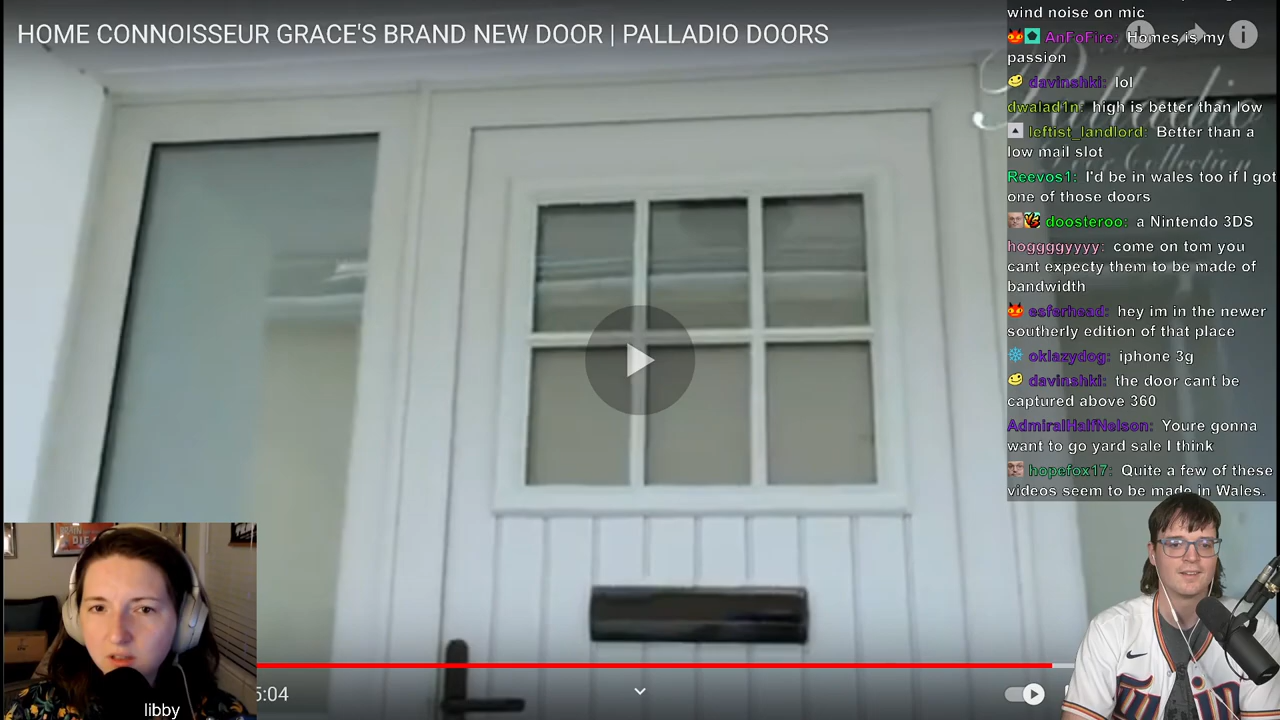 HOME CONNOISSEUR GRACE'S BRAND NEW DOOR | PALLADIO DOORS
wind noise on mic
AnFoFire: Homes is my
passion
davinshki: lol
dwalad1n: high is better than low
leftist_landlord: Better than a
low mail slot
Reevos1: I'd be in wales too if I got
one of those doors
doosteroo: a Nintendo 3DS
hoggggyyyy: come on tom you
cant expecty them to be made of
bandwidth
esferhead: hey im in the newer
southerly edition of that place
oklazydog: iphone 3g
davinshki: the door cant be
captured above 360
AdmiralHalfNelson: Youre gonna
want to go yard sale I think
hopefox17: Quite a few of these
videos seem to be made in Wales.
Palladio
Door Collection
5:04
libby
Twins